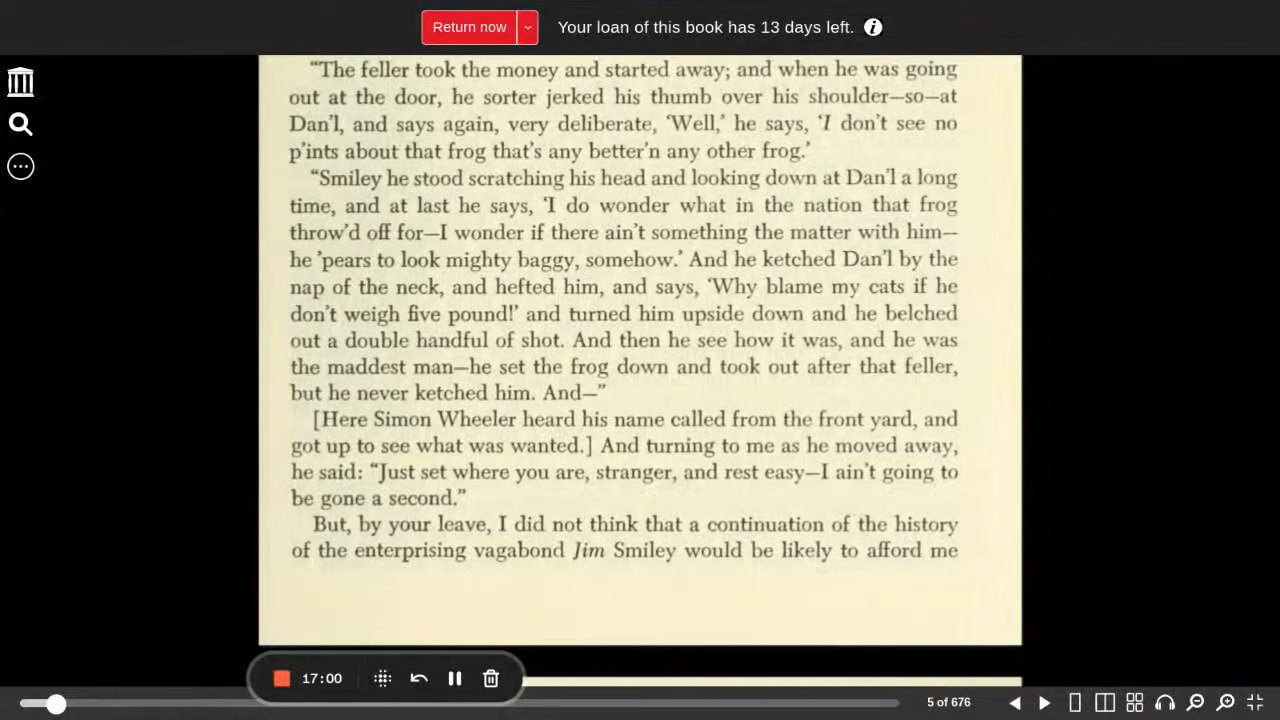 Return now
Your loan of this book has 13 days left.
“The feller took the money and started away; and when he was going
out at the door, he sorter jerked his thumb over his shoulder—so—at
Dan’l, and says again, very deliberate, ‘Well,’ he says, ‘I don’t see no
p’ints about that frog that’s any better’n any other frog.’
“Smiley he stood scratching his head and looking down at Dan’l a long
time, and at last he says, ‘I do wonder what in the nation that frog
throw’d off for—I wonder if there ain’t something the matter with him—
he ’pears to look mighty baggy, somehow.’ And he ketched Dan’l by the
nap of the neck, and hefted him, and says, ‘Why blame my cats if he
don’t weigh five pound!’ and turned him upside down and he belched
out a double handful of shot. And then he see how it was, and he was
the maddest man—he set the frog down and took out after that feller,
but he never ketched him. And—”
[Here Simon Wheeler heard his name called from the front yard, and
got up to see what was wanted.] And turning to me as he moved away,
he said: “Just set where you are, stranger, and rest easy—I ain’t going to
be gone a second.”
But, by your leave, I did not think that a continuation of the history
of the enterprising vagabond Jim Smiley would be likely to afford me
17:00
5 of 676